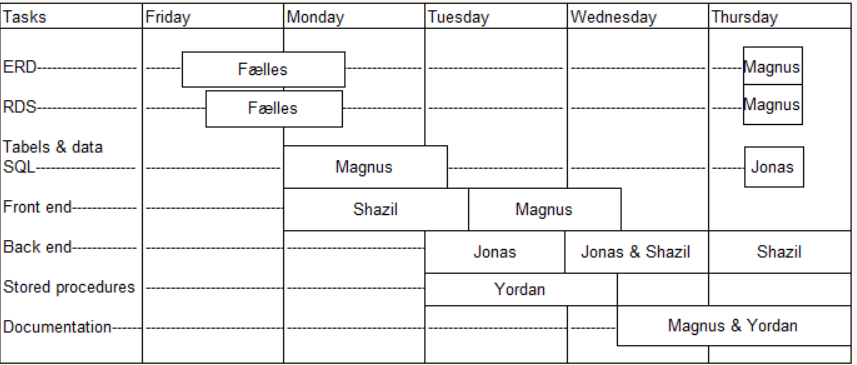 Tasks Friday Monday Tuesday Wednesday Thursday
ERD Fælles Magnus
RDS Fælles Magnus
Tabels & data
SQL Magnus Jonas
Front end Shazil Magnus
Back end Jonas Jonas & Shazil Shazil
Stored procedures Yordan
Documentation Magnus & Yordan